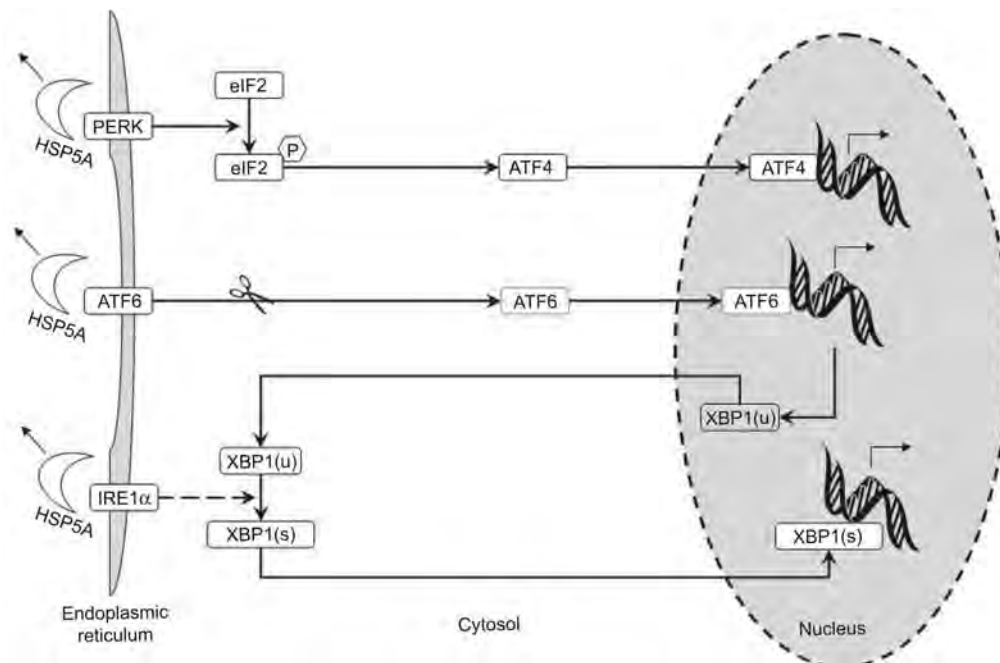 eIF2
PERK
HSP5A
P
eIF2
ATF4
ATF4
HSP5A
ATF6
ATF6
ATF6
XBP1(u)
XBP1(u)
IRE1α
HSP5A
XBP1(s)
XBP1(s)
Endoplasmic
reticulum
Cytosol
Nucleus